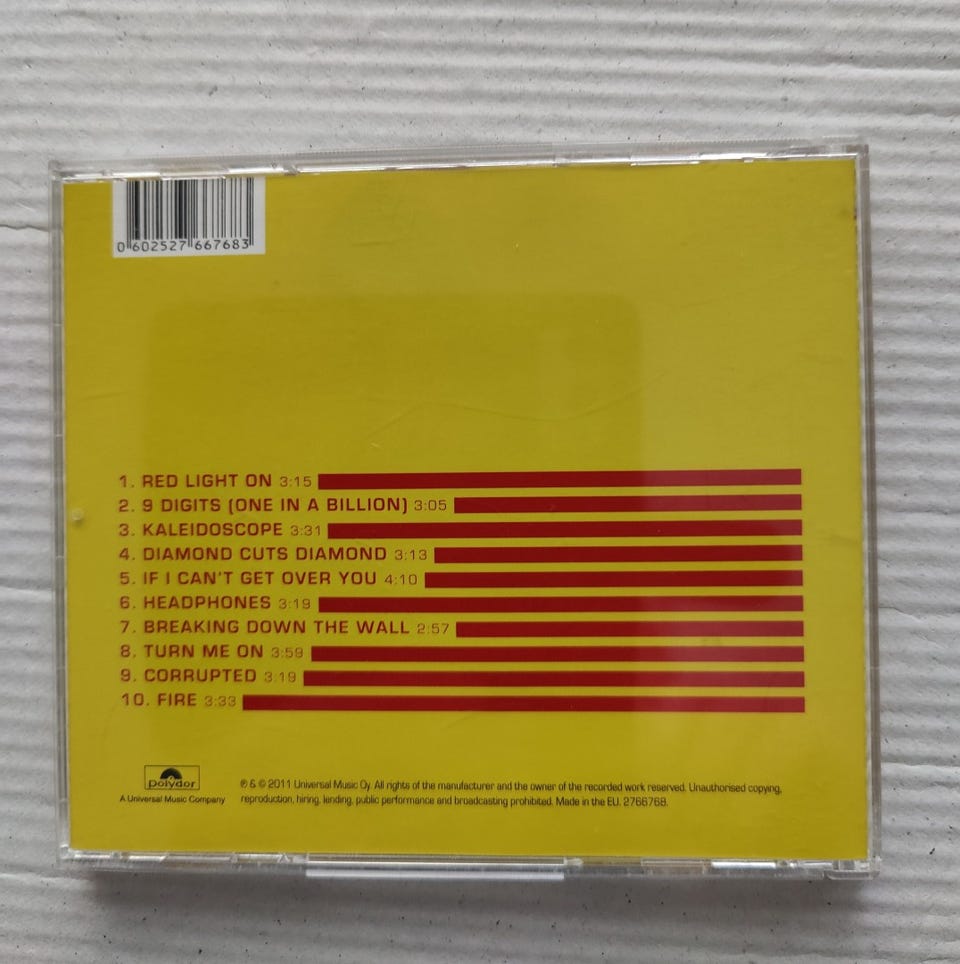 0 602527 667683
1. RED LIGHT ON 3:15
2. 9 DIGITS (ONE IN A BILLION) 3:05
3. KALEIDOSCOPE 3:31
4. DIAMOND CUTS DIAMOND 3:13
5. IF I CAN'T GET OVER YOU 4:10
6. HEADPHONES 3:19
7. BREAKING DOWN THE WALL 2:57
8. TURN ME ON 3:59
9. CORRUPTED 3:19
10. FIRE 3:33
polydor
A Universal Music Company
℗ & © 2011 Universal Music Oy. All rights of the manufacturer and the owner of the recorded work reserved. Unauthorised copying,
reproduction, hiring, lending, public performance and broadcasting prohibited. Made in the EU. 2766768.